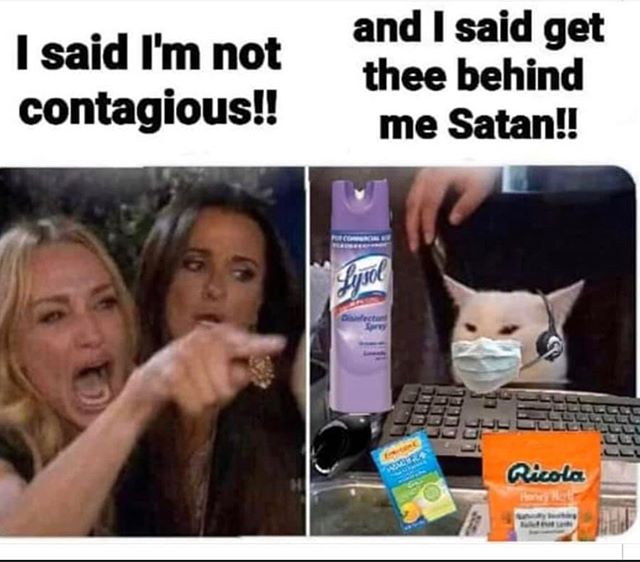 I said I'm not
contagious!!
and I said get
thee behind
me Satan!!
Lysol
Disinfectant
Spray
Ricola